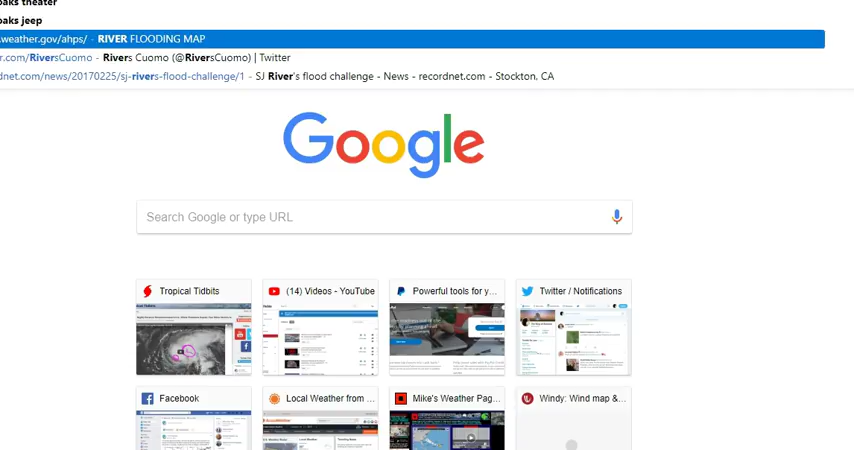 oaks theater
oaks jeep
.weather.gov/ahps/ - RIVER FLOODING MAP
r.com/RiversCuomo - Rivers Cuomo (@RiversCuomo) | Twitter
rdnet.com/news/20170225/sj-rivers-flood-challenge/1 - SJ River's flood challenge - News - recordnet.com - Stockton, CA
Google
Search Google or type URL
Tropical Tidbits
(14) Videos - YouTube
Powerful tools for y...
Twitter / Notifications
Facebook
Local Weather from ...
Mike's Weather Pag...
Windy: Wind map &...